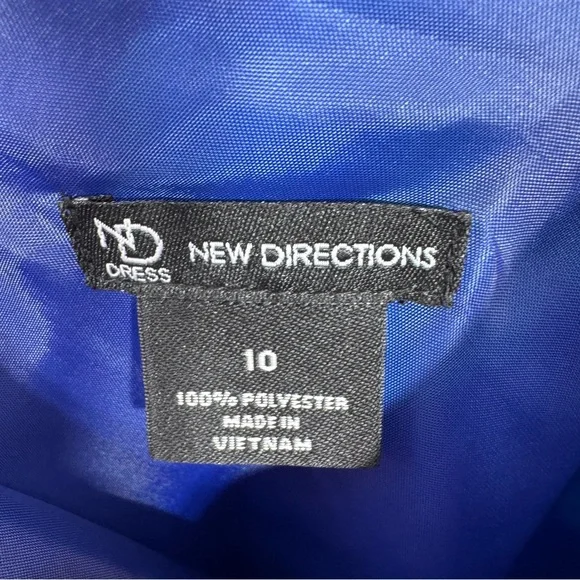 ND
DRESS
NEW DIRECTIONS
10
100% POLYESTER
MADE IN
VIETNAM